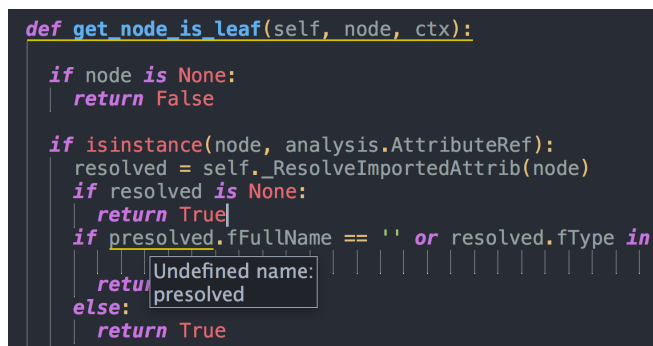 def get_node_is_leaf(self, node, ctx):
if node is None:
return False
if isinstance(node, analysis.AttributeRef):
resolved = self._ResolveImportedAttrib(node)
if resolved is None:
return True
if presolved.fFullName == '' or resolved.fType in
Undefined name:
presolved
else:
return True